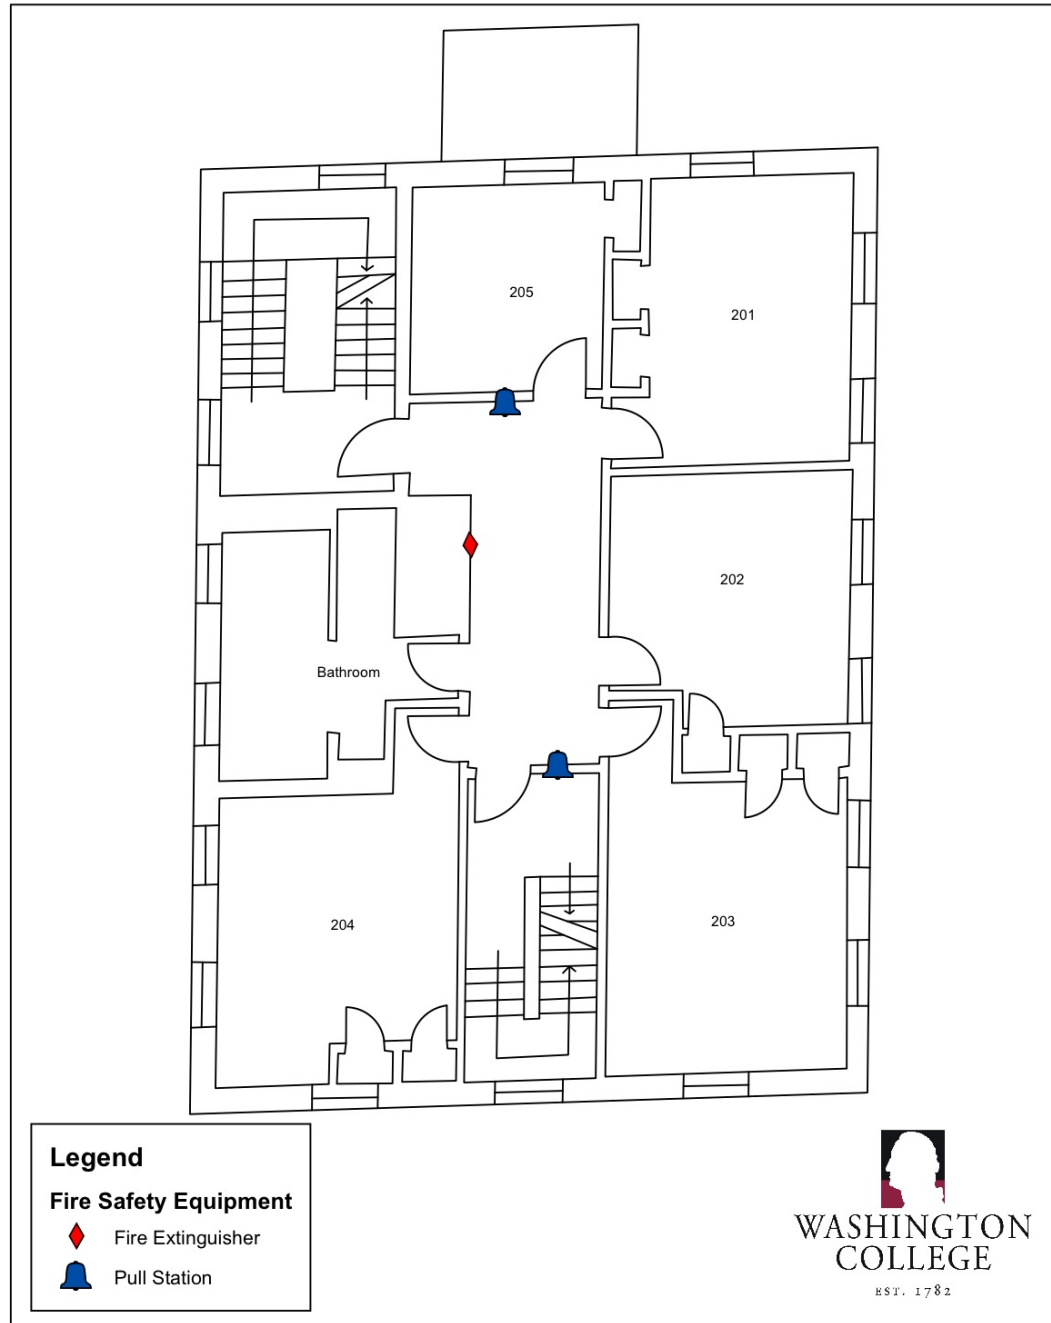 205
201
202
Bathroom
204
203
Legend
Fire Safety Equipment
Fire Extinguisher
Pull Station
WASHINGTON
COLLEGE
EST. 1782